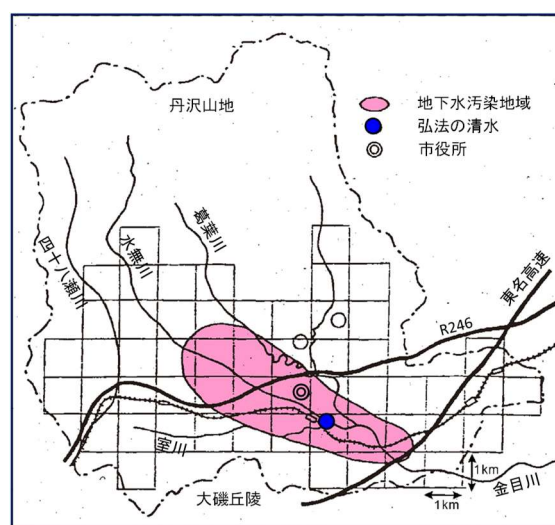 丹沢山地
地下水汚染地域
弘法の清水
市役所
四十八瀬川
水無川
葛葉川
東名高速
R246
室川
1km
金目川
大磯丘陵
1km